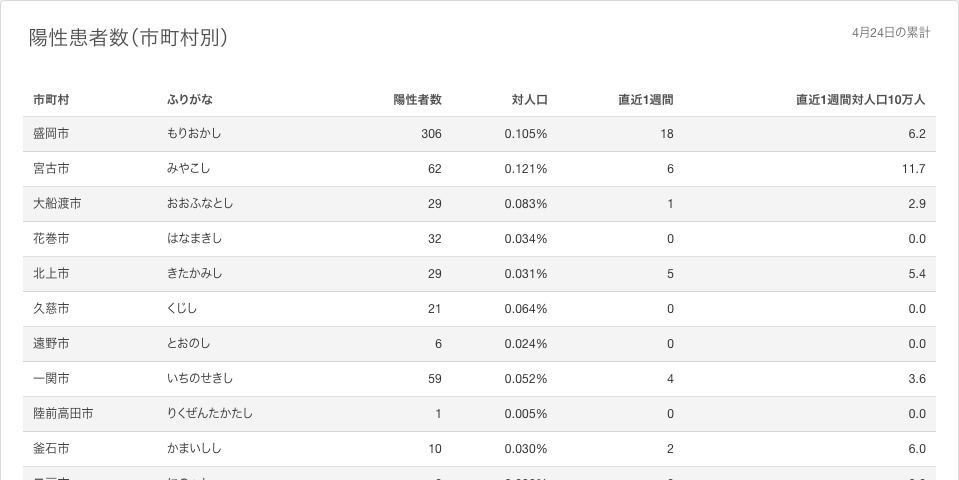 陽性患者数(市町村別)
4月24日の累計
市町村 ふりがな 陽性者数 対人口 直近1週間 直近1週間対人口10万人
盛岡市 もりおかし 306 0.105% 18 6.2
宮古市 みやこし 62 0.121% 6 11.7
大船渡市 おおふなとし 29 0.083% 1 2.9
花巻市 はなまきし 32 0.034% 0 0.0
北上市 きたかみし 29 0.031% 5 5.4
久慈市 くじし 21 0.064% 0 0.0
遠野市 とおのし 6 0.024% 0 0.0
一関市 いちのせきし 59 0.052% 4 3.6
陸前高田市 りくぜんたかたし 1 0.005% 0 0.0
釜石市 かまいしし 10 0.030% 2 6.0